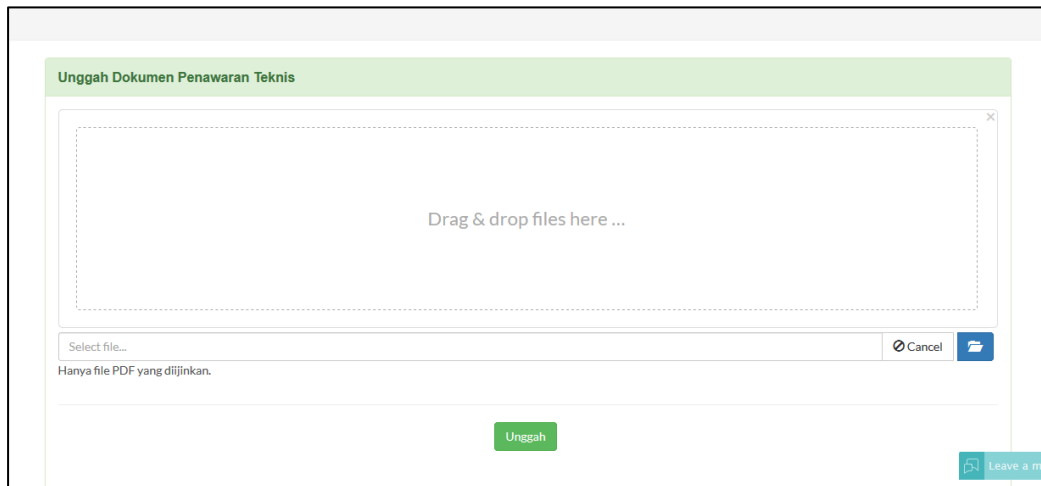 Unggah Dokumen Penawaran Teknis
×
Drag & drop files here …
Select file...
Cancel
Hanya file PDF yang diijinkan.
Unggah
Leave a m